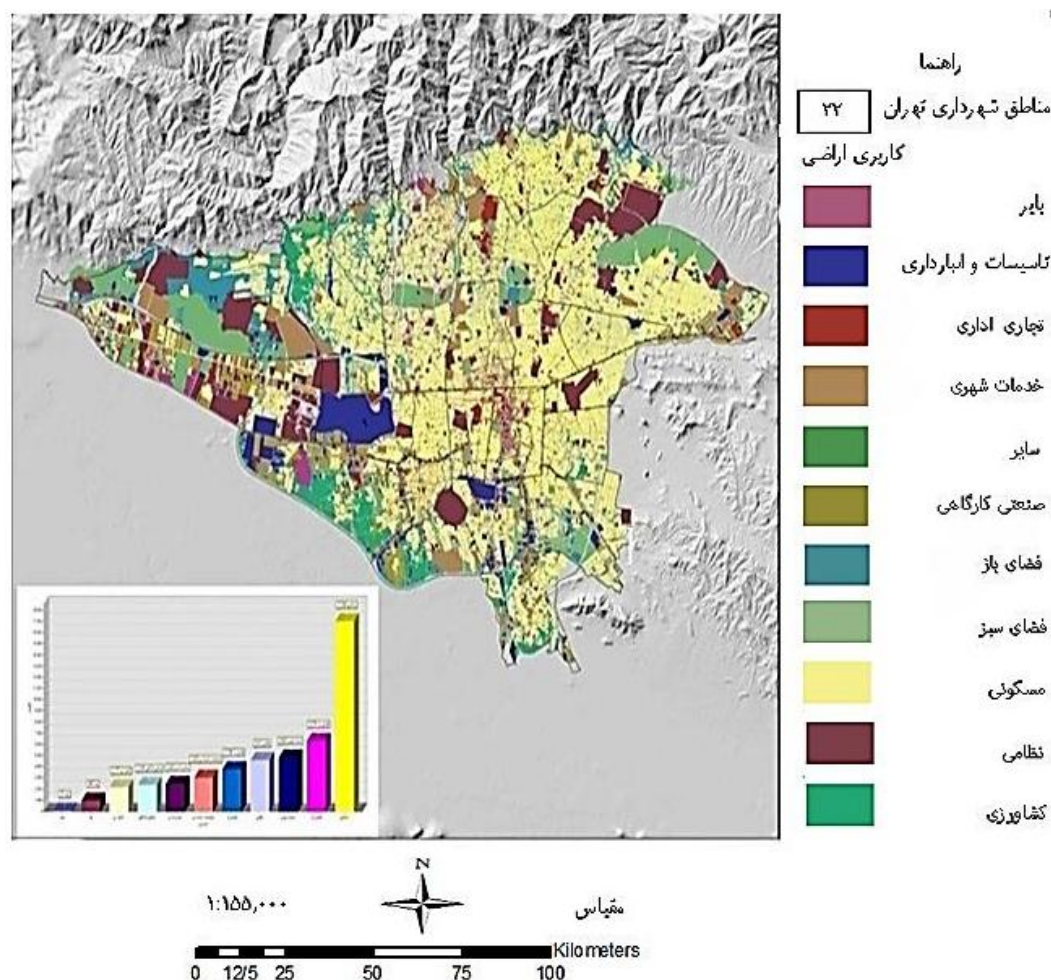 راهنما
مناطق شهرداری تهران
۲۲
کاربری اراضی
بایر
تاسیسات و انبارداری
تجاری اداری
خدمات شهری
سایر
صنعتی کارگاهی
فضای باز
فضای سبز
مسکونی
نظامی
کشاورزی
N
مقیاس
۱:۱۵۵,۰۰۰
Kilometers
0 12/5 25 50 75 100